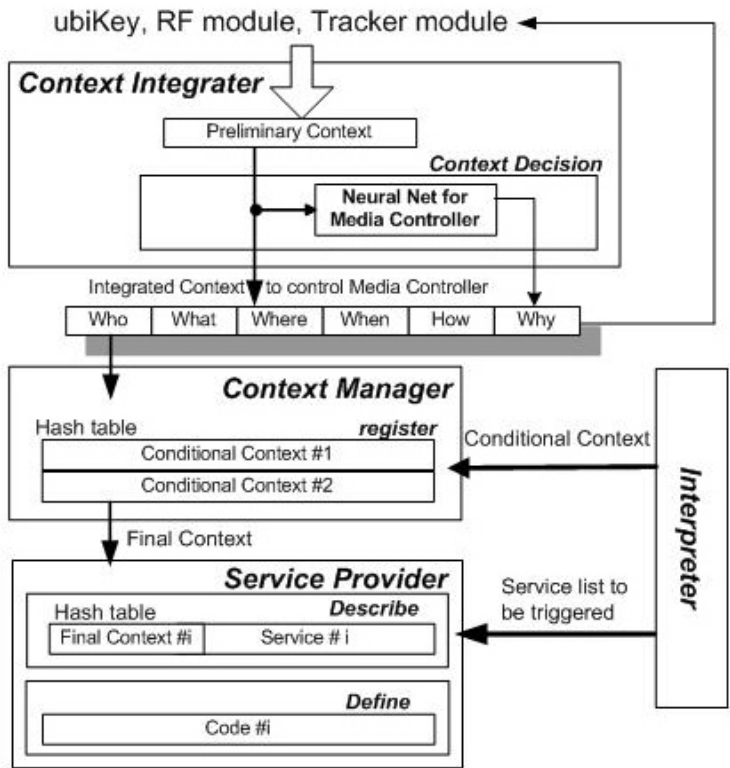 ubiKey, RF module, Tracker module
Context Integrater
Preliminary Context
Context Decision
Neural Net for
Media Controller
Integrated Context to control Media Controller
Who What Where When How Why
Context Manager
Hash table register
Conditional Context #1
Conditional Context #2
Conditional Context
Interpreter
Final Context
Service Provider
Describe
Hash table
Final Context #i Service # i
Service list to
be triggered
Define
Code #i